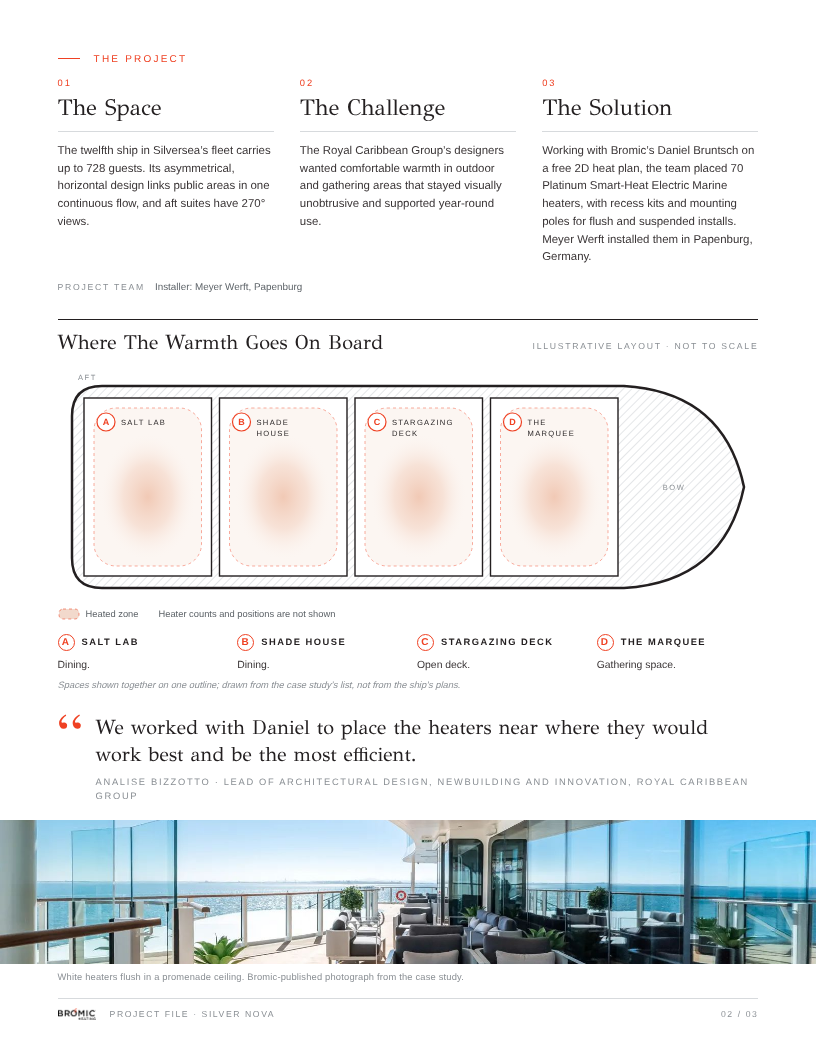 THE PROJECT
01
The Space
The twelfth ship in Silversea's fleet carries
up to 728 guests. Its asymmetrical,
horizontal design links public areas in one
continuous flow, and aft suites have 270°
views.
02
The Challenge
The Royal Caribbean Group's designers
wanted comfortable warmth in outdoor
and gathering areas that stayed visually
unobtrusive and supported year-round
use.
03
The Solution
Working with Bromic's Daniel Bruntsch on
a free 2D heat plan, the team placed 70
Platinum Smart-Heat Electric Marine
heaters, with recess kits and mounting
poles for flush and suspended installs.
Meyer Werft installed them in Papenburg,
Germany.
PROJECT TEAM Installer: Meyer Werft, Papenburg
Where The Warmth Goes On Board
ILLUSTRATIVE LAYOUT · NOT TO SCALE
AFT
A SALT LAB
B SHADE
HOUSE
C STARGAZING
DECK
D THE
MARQUEE
BOW
Heated zone Heater counts and positions are not shown
A SALT LAB
Dining.
B SHADE HOUSE
Dining.
C STARGAZING DECK
Open deck.
D THE MARQUEE
Gathering space.
Spaces shown together on one outline; drawn from the case study's list, not from the ship's plans.
“ We worked with Daniel to place the heaters near where they would
work best and be the most efficient.
ANALISE BIZZOTTO · LEAD OF ARCHITECTURAL DESIGN, NEWBUILDING AND INNOVATION, ROYAL CARIBBEAN
GROUP
White heaters flush in a promenade ceiling. Bromic-published photograph from the case study.
BROMIC
HEATING
PROJECT FILE · SILVER NOVA
02 / 03